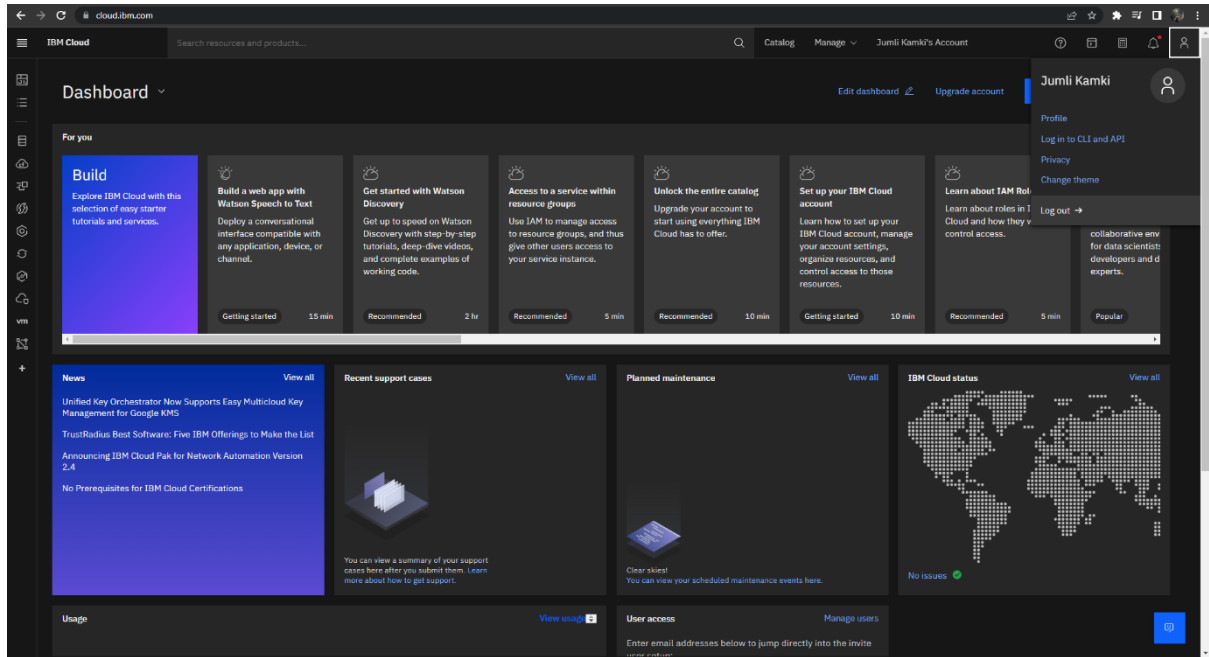 cloud.ibm.com
IBM Cloud
Search resources and products...
Catalog
Manage
Jumli Kamki's Account
Dashboard
Edit dashboard
Upgrade account
Jumli Kamki
Profile
Log in to CLI and API
Privacy
Change theme
Log out →
For you
Build
Explore IBM Cloud with this
selection of easy starter
tutorials and services.
Build a web app with
Watson Speech to Text
Deploy a conversational
interface compatible with
any application, device, or
channel.
Getting started
15 min
Get started with Watson
Discovery
Get up to speed on Watson
Discovery with step-by-step
tutorials, deep-dive videos,
and complete examples of
working code.
Recommended
2 hr
Access to a service within
resource groups
Use IAM to manage access
to resource groups, and thus
give other users access to
your service instance.
Recommended
5 min
Unlock the entire catalog
Upgrade your account to
start using everything IBM
Cloud has to offer.
Recommended
10 min
Set up your IBM Cloud
account
Learn how to set up your
IBM Cloud account, manage
your account settings,
organize resources, and
control access to those
resources.
Getting started
10 min
Learn about IAM
Learn about roles in
Cloud and how they
control access.
Recommended
5 min
collaborative env
for data scientist
developers and d
experts.
Popular
vm
News
View all
Unified Key Orchestrator Now Supports Easy Multicloud Key
Management for Google KMS
TrustRadius Best Software: Five IBM Offerings to Make the List
Announcing IBM Cloud Pak for Network Automation Version
2.4
No Prerequisites for IBM Cloud Certifications
Recent support cases
View all
You can view a summary of your support
cases here after you submit them. Learn
more about how to get support.
Planned maintenance
View all
Clear skies!
You can view your scheduled maintenance events here.
IBM Cloud status
View all
No issues
Usage
View usage
User access
Manage users
Enter email addresses below to jump directly into the invite
user setup: